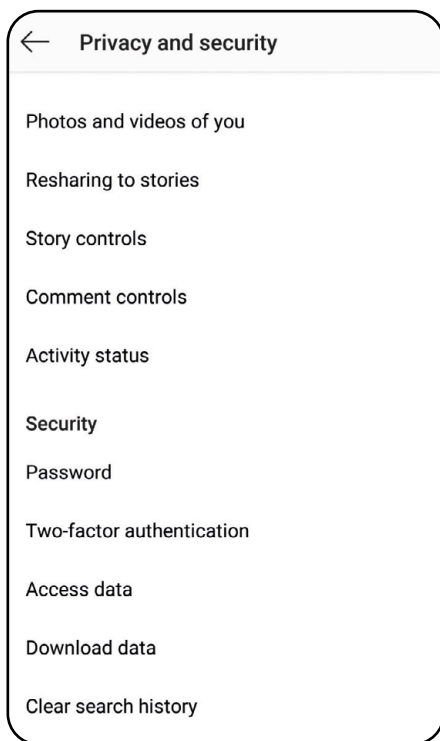 Privacy and security
Photos and videos of you
Resharing to stories
Story controls
Comment controls
Activity status
Security
Password
Two-factor authentication
Access data
Download data
Clear search history